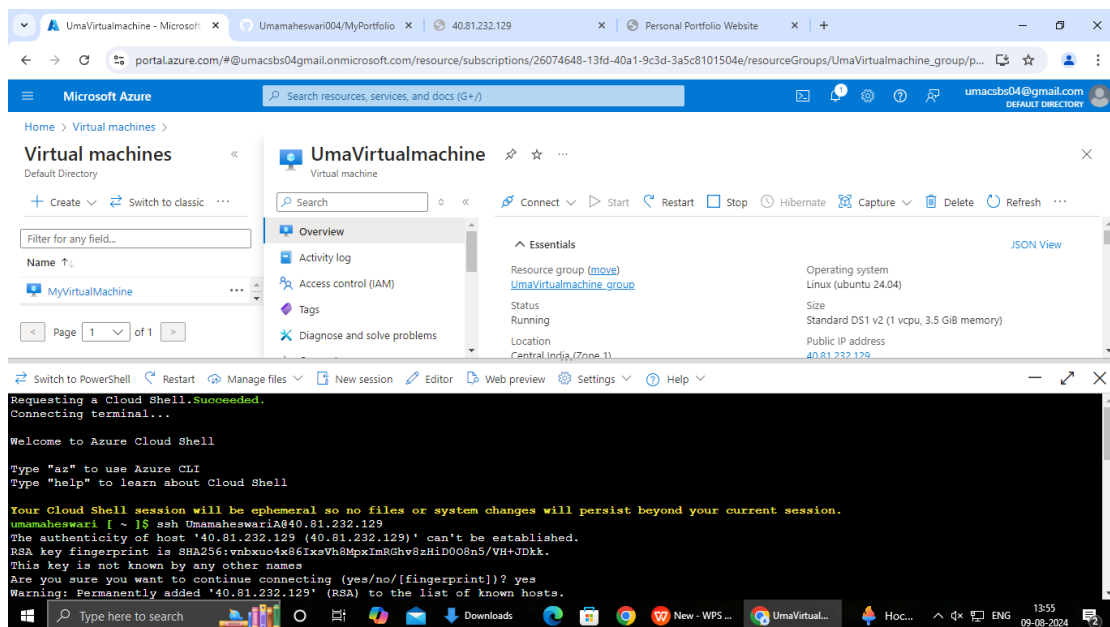 UmaVirtualmachine - Microsoft
Umamaheswari004/MyPortfolio
40.81.232.129
Personal Portfolio Website
portal.azure.com/#@umacsbs04gmail.onmicrosoft.com/resource/subscriptions/26074648-13fd-40a1-9c3d-3a5c8101504e/resourceGroups/UmaVirtualmachine_group/p...
Microsoft Azure
Search resources, services, and docs (G+/)
1
umacsbs04@gmail.com
DEFAULT DIRECTORY
Home > Virtual machines >
Virtual machines
Default Directory
UmaVirtualmachine
Virtual machine
Create
Switch to classic
Search
Connect
Start
Restart
Stop
Hibernate
Capture
Delete
Refresh
Filter for any field...
Name ↑↓
MyVirtualMachine
< Page 1 of 1 >
Overview
Activity log
Access control (IAM)
Tags
Diagnose and solve problems
Essentials
JSON View
Resource group (move)
UmaVirtualmachine_group
Status
Running
Location
Central India (Zone 1)
Operating system
Linux (ubuntu 24.04)
Size
Standard DS1 v2 (1 vcpu, 3.5 GiB memory)
Public IP address
40.81.232.129
Switch to PowerShell
Restart
Manage files
New session
Editor
Web preview
Settings
Help
Requesting a Cloud Shell.Succeeded.
Connecting terminal...
Welcome to Azure Cloud Shell
Type "az" to use Azure CLI
Type "help" to learn about Cloud Shell
Your Cloud Shell session will be ephemeral so no files or system changes will persist beyond your current session.
umamaheswari [ ~ ]$ ssh UmamaheswariA@40.81.232.129
The authenticity of host '40.81.232.129 (40.81.232.129)' can't be established.
RSA key fingerprint is SHA256:vnbxuo4x86IxsVh8MpxImRGhv8zHiD0O8n5/VH+JDkk.
This key is not known by any other names
Are you sure you want to continue connecting (yes/no/[fingerprint])? yes
Warning: Permanently added '40.81.232.129' (RSA) to the list of known hosts.
Type here to search
Downloads
New - WPS ...
UmaVirtual...
Hoc...
ENG
13:55
09-08-2024
2